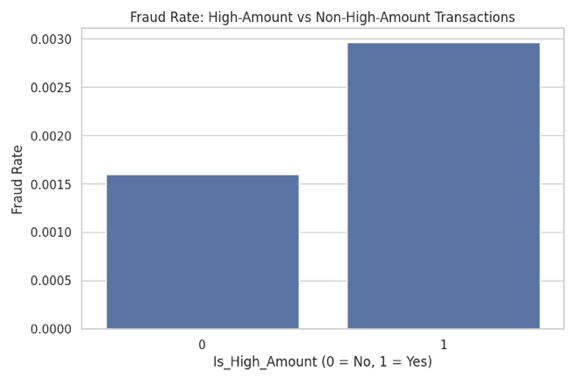 Fraud Rate: High-Amount vs Non-High-Amount Transactions
0.0030
0.0025
0.0020
0.0015
0.0010
0.0005
0.0000
Fraud Rate
0 1
Is_High_Amount (0 = No, 1 = Yes)